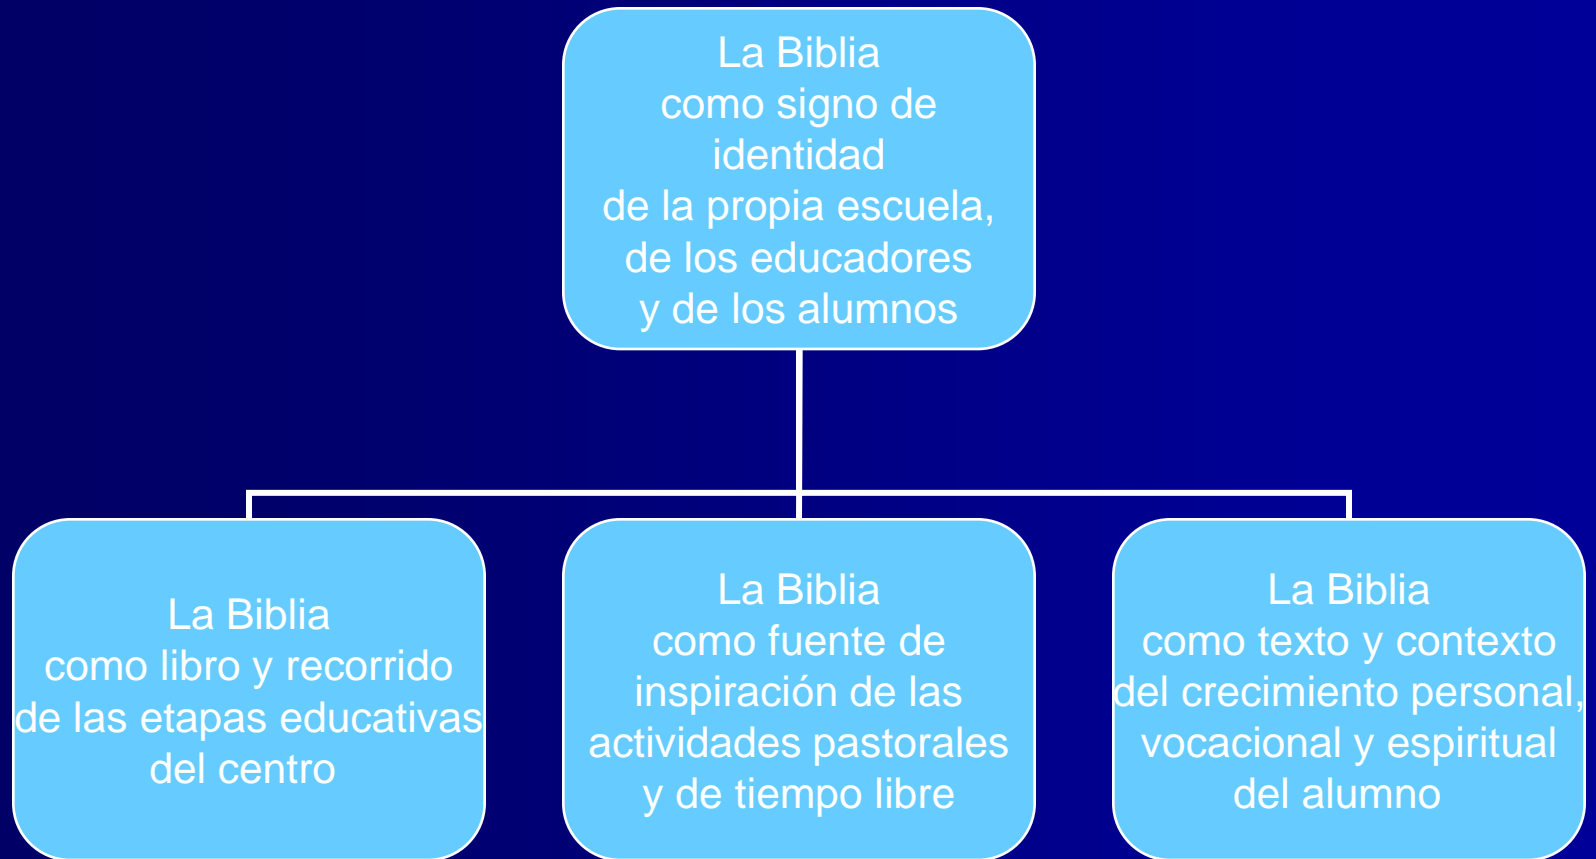 La Biblia
como signo de
identidad
de la propia escuela,
de los educadores
y de los alumnos
La Biblia
como libro y recorrido
de las etapas educativas
del centro
La Biblia
como fuente de
inspiración de las
actividades pastorales
y de tiempo libre
La Biblia
como texto y contexto
del crecimiento personal,
vocacional y espiritual
del alumno